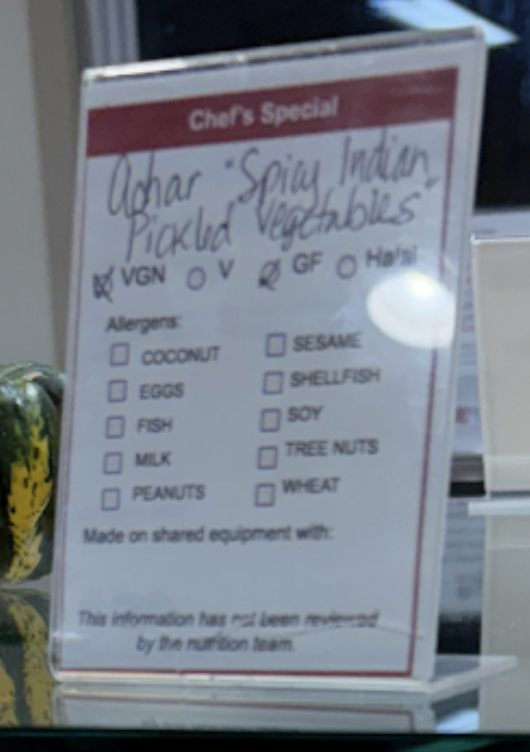 Chef's Special
Achar "Spicy Indian
Pickled Vegetables"
VGN V GF Halal
Allergens:
COCONUT SESAME
EGGS SHELLFISH
FISH SOY
MILK TREE NUTS
PEANUTS WHEAT
Made on shared equipment with:
This information has not been reviewed
by the nutrition team.